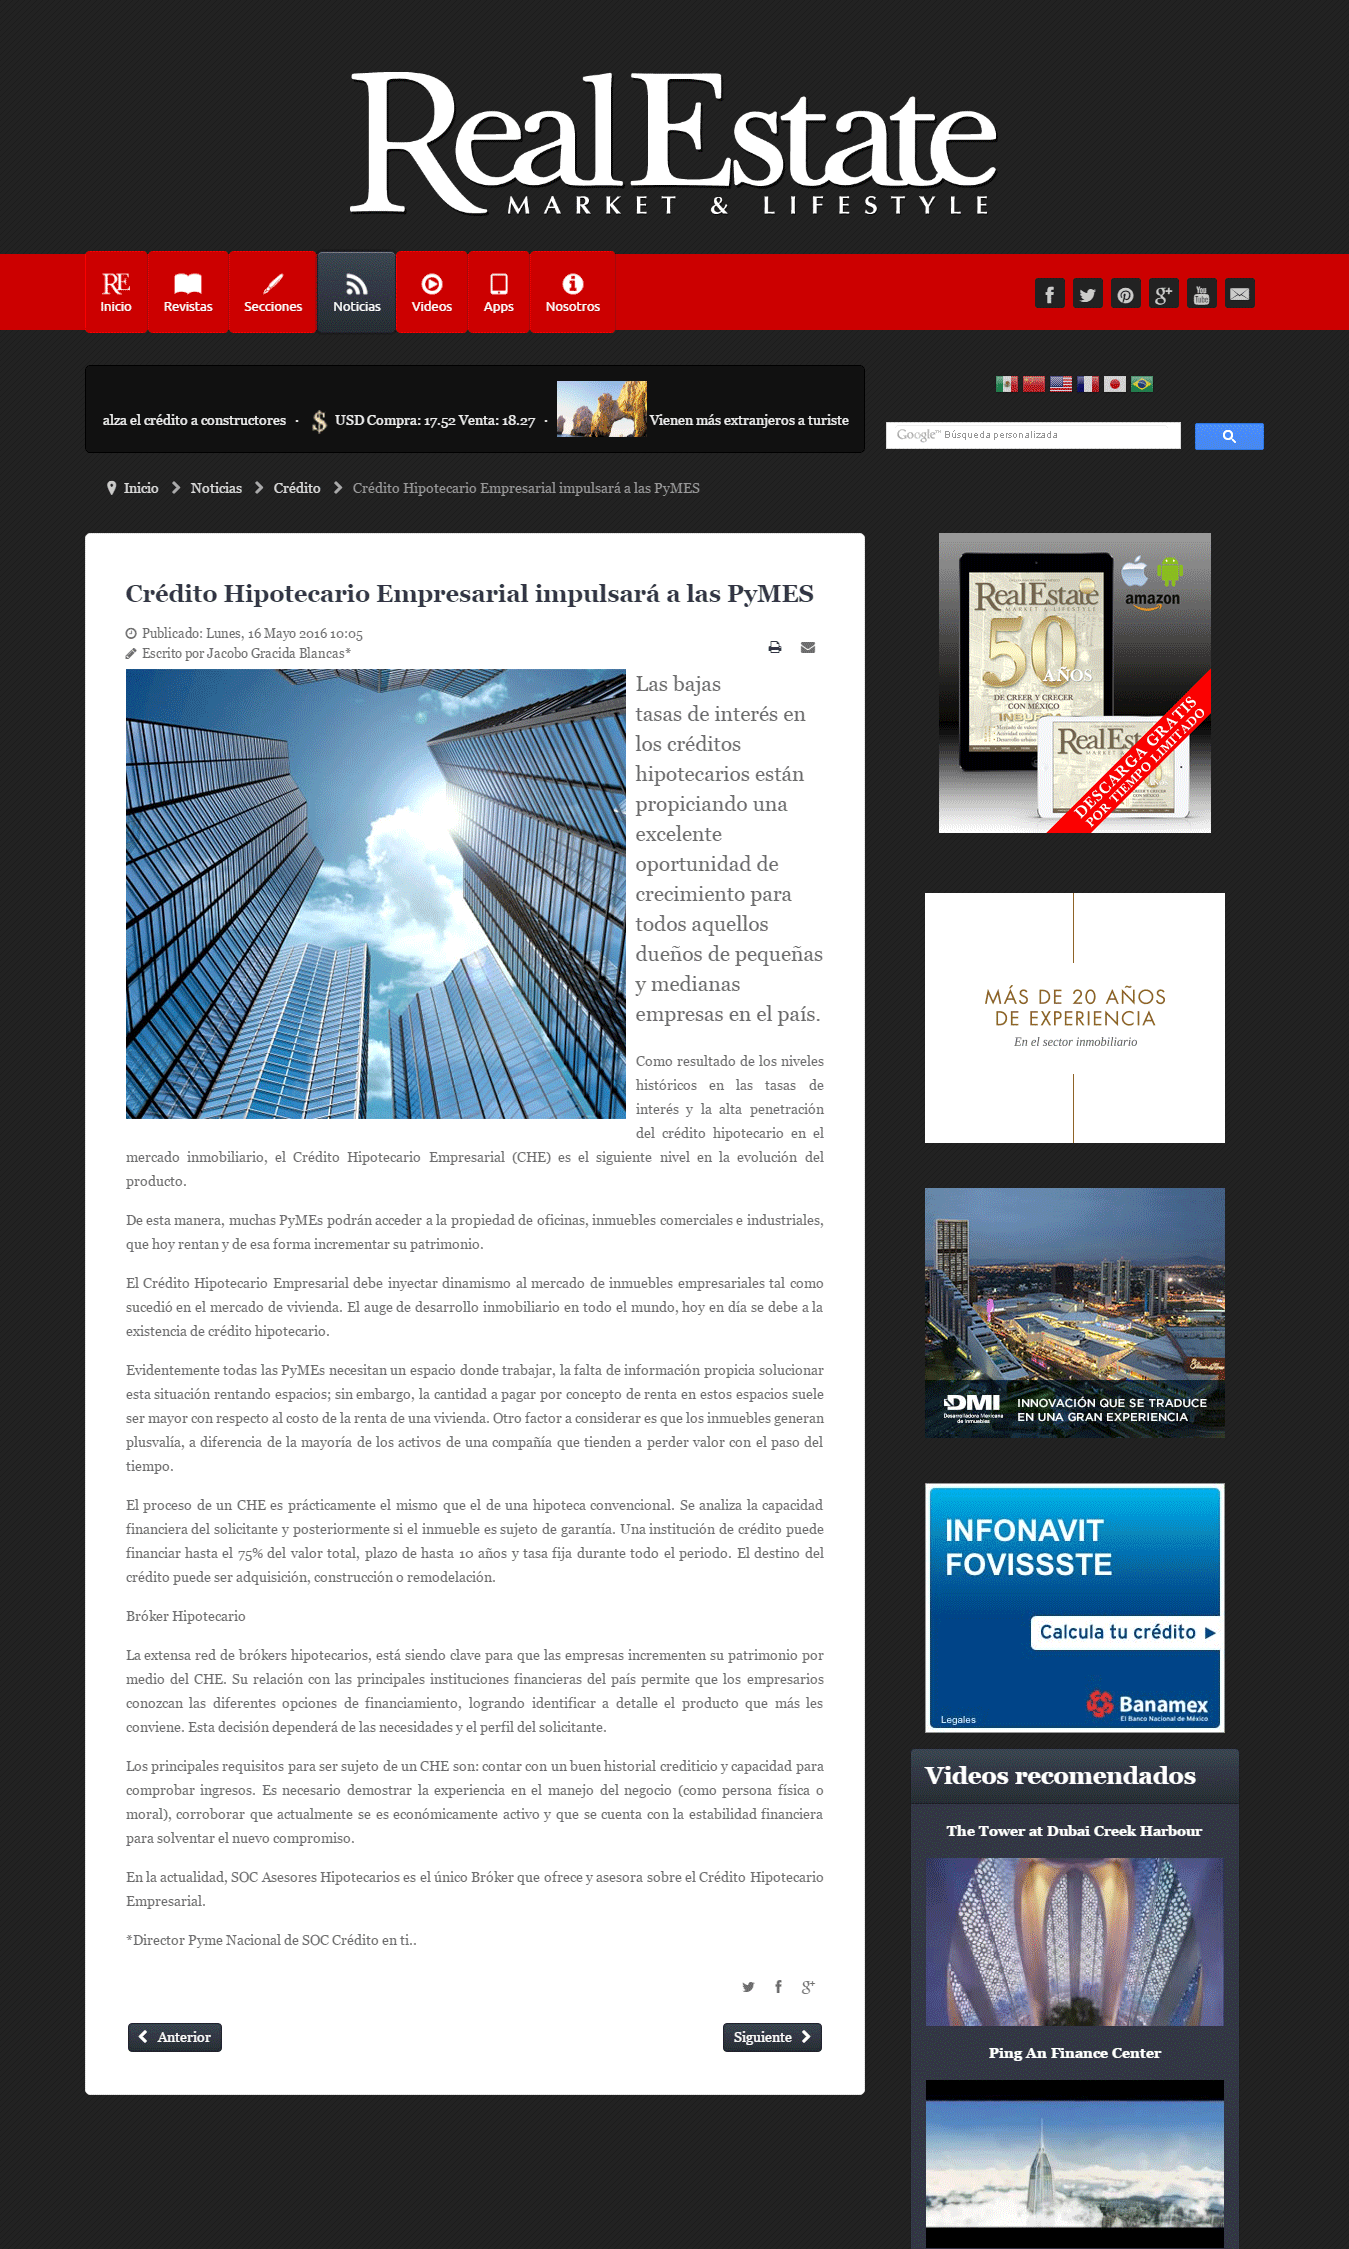 Real Estate
MARKET & LIFESTYLE
RE
Inicio
Revistas
Secciones
Noticias
Videos
Apps
Nosotros
You Tube
alza el crédito a constructores · $ USD Compra: 17.52 Venta: 18.27 · Vienen más extranjeros a turiste
Google™ Búsqueda personalizada
Inicio > Noticias > Crédito > Crédito Hipotecario Empresarial impulsará a las PyMES
Crédito Hipotecario Empresarial impulsará a las PyMES
Publicado: Lunes, 16 Mayo 2016 10:05
Escrito por Jacobo Gracida Blancas*
Las bajas
tasas de interés en
los créditos
hipotecarios están
propiciando una
excelente
oportunidad de
crecimiento para
todos aquellos
dueños de pequeñas
y medianas
empresas en el país.
Como resultado de los niveles
históricos en las tasas de
interés y la alta penetración
del crédito hipotecario en el
mercado inmobiliario, el Crédito Hipotecario Empresarial (CHE) es el siguiente nivel en la evolución del
producto.
De esta manera, muchas PyMEs podrán acceder a la propiedad de oficinas, inmuebles comerciales e industriales,
que hoy rentan y de esa forma incrementar su patrimonio.
El Crédito Hipotecario Empresarial debe inyectar dinamismo al mercado de inmuebles empresariales tal como
sucedió en el mercado de vivienda. El auge de desarrollo inmobiliario en todo el mundo, hoy en día se debe a la
existencia de crédito hipotecario.
Evidentemente todas las PyMEs necesitan un espacio donde trabajar, la falta de información propicia solucionar
esta situación rentando espacios; sin embargo, la cantidad a pagar por concepto de renta en estos espacios suele
ser mayor con respecto al costo de la renta de una vivienda. Otro factor a considerar es que los inmuebles generan
plusvalía, a diferencia de la mayoría de los activos de una compañía que tienden a perder valor con el paso del
tiempo.
El proceso de un CHE es prácticamente el mismo que el de una hipoteca convencional. Se analiza la capacidad
financiera del solicitante y posteriormente si el inmueble es sujeto de garantía. Una institución de crédito puede
financiar hasta el 75% del valor total, plazo de hasta 10 años y tasa fija durante todo el periodo. El destino del
crédito puede ser adquisición, construcción o remodelación.
Bróker Hipotecario
La extensa red de brókers hipotecarios, está siendo clave para que las empresas incrementen su patrimonio por
medio del CHE. Su relación con las principales instituciones financieras del país permite que los empresarios
conozcan las diferentes opciones de financiamiento, logrando identificar a detalle el producto que más les
conviene. Esta decisión dependerá de las necesidades y el perfil del solicitante.
Los principales requisitos para ser sujeto de un CHE son: contar con un buen historial crediticio y capacidad para
comprobar ingresos. Es necesario demostrar la experiencia en el manejo del negocio (como persona física o
moral), corroborar que actualmente se es económicamente activo y que se cuenta con la estabilidad financiera
para solventar el nuevo compromiso.
En la actualidad, SOC Asesores Hipotecarios es el único Bróker que ofrece y asesora sobre el Crédito Hipotecario
Empresarial.
*Director Pyme Nacional de SOC Crédito en ti..
Anterior
Siguiente
amazon
Real Estate
MARKET & LIFESTYLE
50
AÑOS
DE CREER Y CRECER
CON MÉXICO
DESCARGA GRATIS
POR TIEMPO LIMITADO
MÁS DE 20 AÑOS
DE EXPERIENCIA
En el sector inmobiliario
DMI
Desarrolladora Mexicana
de Inmuebles
INNOVACIÓN QUE SE TRADUCE
EN UNA GRAN EXPERIENCIA
INFONAVIT
FOVISSSTE
Calcula tu crédito
Banamex
El Banco Nacional de México
Legales
Videos recomendados
The Tower at Dubai Creek Harbour
Ping An Finance Center